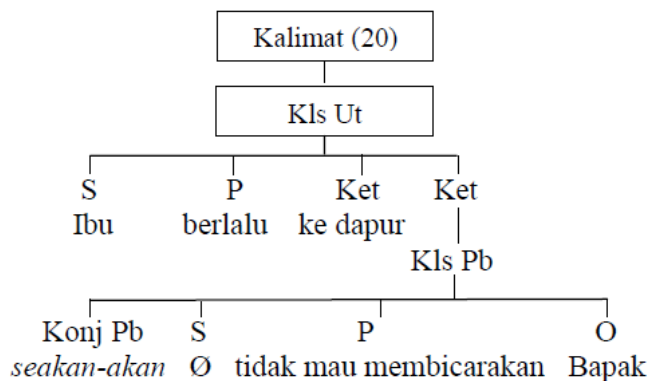 Kalimat (20)
Kls Ut
S P Ket Ket
Ibu berlalu ke dapur
Kls Pb
Konj Pb S P O
seakan-akan Ø tidak mau membicarakan Bapak